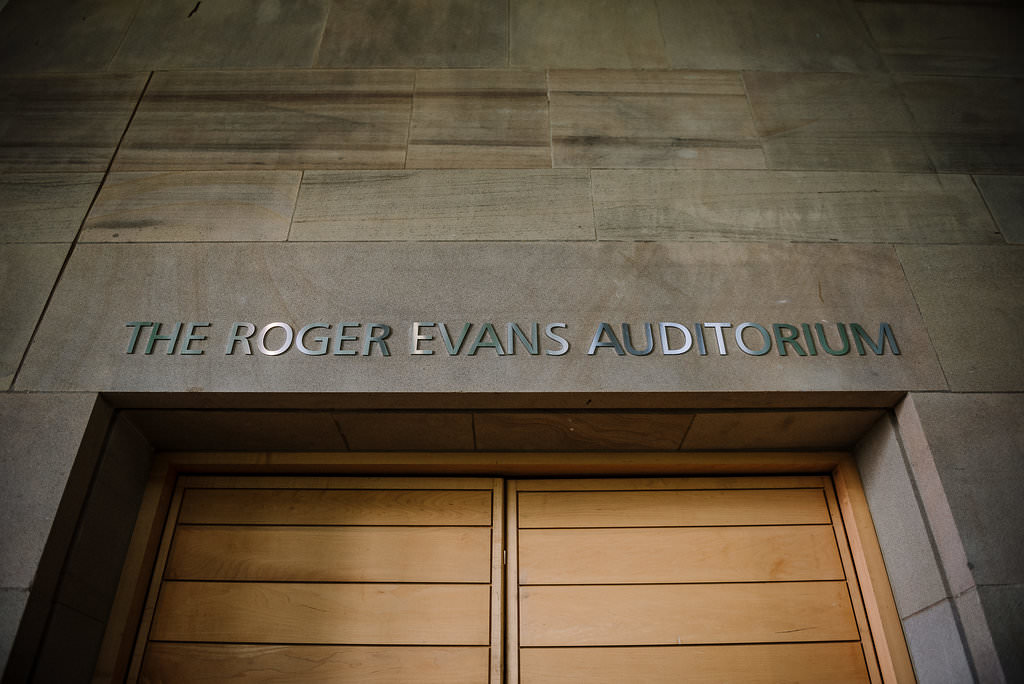 THE ROGER EVANS AUDITORIUM